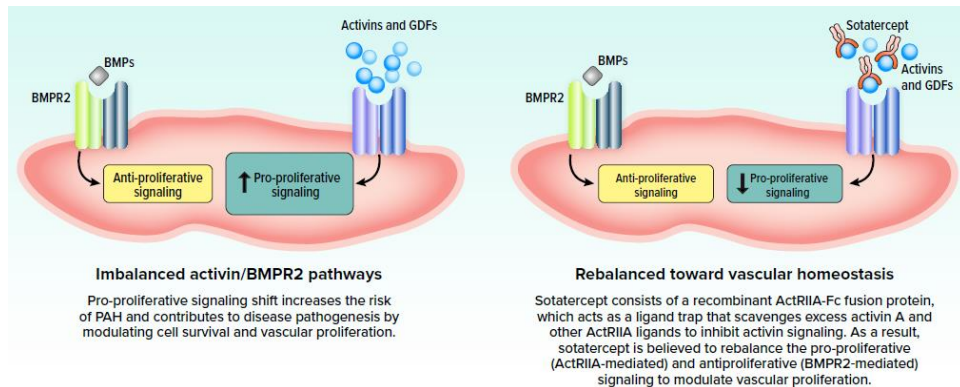 Activins and GDFs
BMPs
BMPR2
Anti-proliferative
signaling
Pro-proliferative
signaling
Imbalanced activin/BMPR2 pathways
Pro-proliferative signaling shift increases the risk
of PAH and contributes to disease pathogenesis by
modulating cell survival and vascular proliferation.
Sotatercept
BMPs
Activins
and GDFs
BMPR2
Anti-proliferative
signaling
Pro-proliferative
signaling
Rebalanced toward vascular homeostasis
Sotatercept consists of a recombinant ActRIIA-Fc fusion protein,
which acts as a ligand trap that scavenges excess activin A and
other ActRIIA ligands to inhibit activin signaling. As a result,
sotatercept is believed to rebalance the pro-proliferative
(ActRIIA-mediated) and antiproliferative (BMPR2-mediated)
signaling to modulate vascular proliferation.